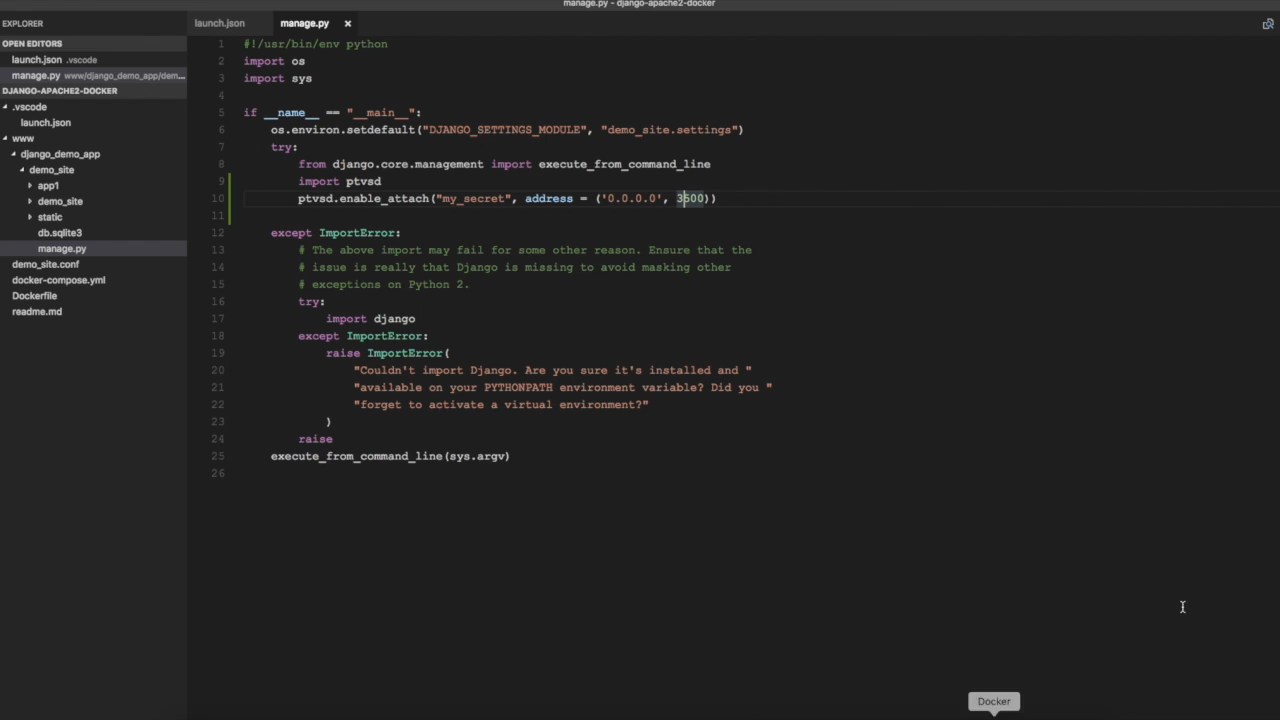 manage.py - django-apache2-docker
EXPLORER
OPEN EDITORS
launch.json .vscode
manage.py www/django_demo_app/dem...
DJANGO-APACHE2-DOCKER
.vscode
launch.json
www
django_demo_app
demo_site
app1
demo_site
static
db.sqlite3
manage.py
demo_site.conf
docker-compose.yml
Dockerfile
readme.md
launch.json manage.py
1 #!/usr/bin/env python
2 import os
3 import sys
4
5 if __name__ == "__main__":
6 os.environ.setdefault("DJANGO_SETTINGS_MODULE", "demo_site.settings")
7 try:
8 from django.core.management import execute_from_command_line
9 import ptvsd
10 ptvsd.enable_attach("my_secret", address = ('0.0.0.0', 3500))
11
12 except ImportError:
13 # The above import may fail for some other reason. Ensure that the
14 # issue is really that Django is missing to avoid masking other
15 # exceptions on Python 2.
16 try:
17 import django
18 except ImportError:
19 raise ImportError(
20 "Couldn't import Django. Are you sure it's installed and "
21 "available on your PYTHONPATH environment variable? Did you "
22 "forget to activate a virtual environment?"
23 )
24 raise
25 execute_from_command_line(sys.argv)
26
Docker